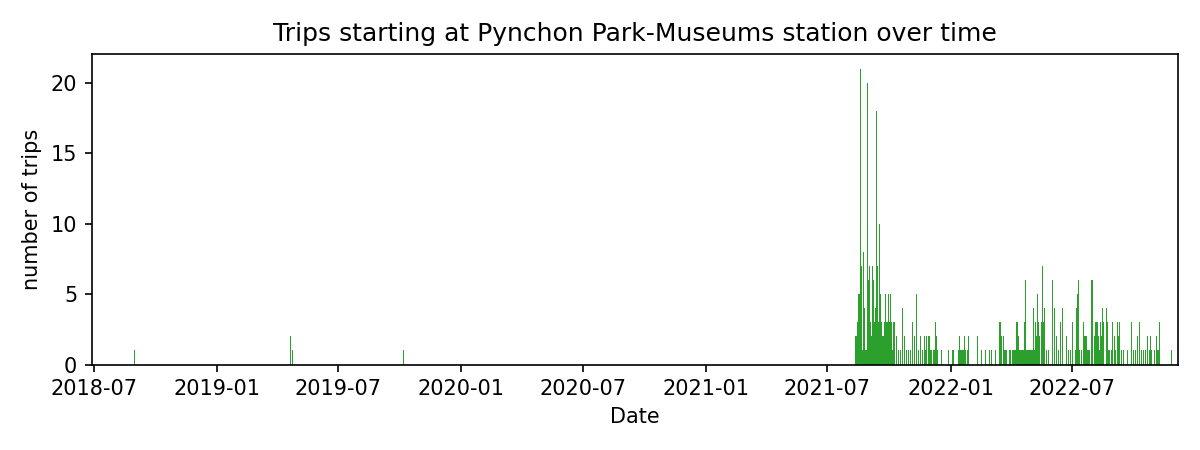 Trips starting at Pynchon Park-Museums station over time
number of trips
20
15
10
5
0
2018-07 2019-01 2019-07 2020-01 2020-07 2021-01 2021-07 2022-01 2022-07
Date